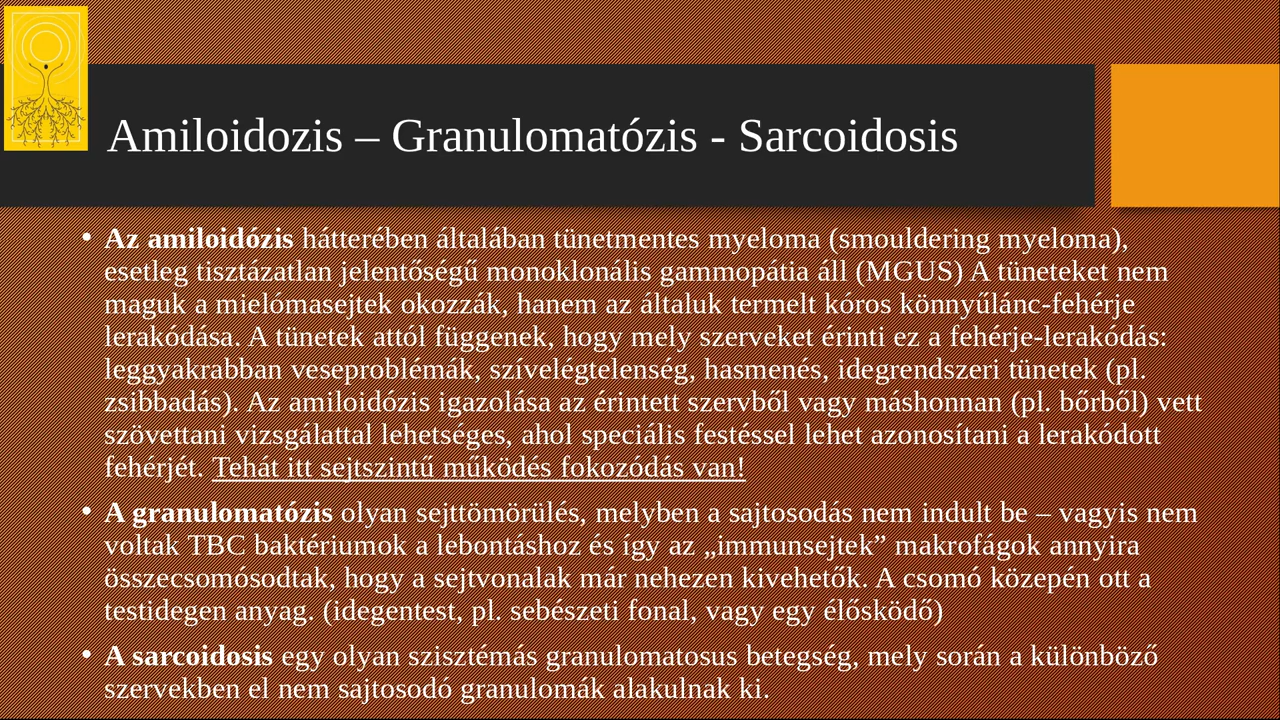 Amiloidozis – Granulomatózis - Sarcoidosis
• Az amiloidózis hátterében általában tünetmentes myeloma (smouldering myeloma),
esetleg tisztázatlan jelentőségű monoklonális gammopátia áll (MGUS) A tüneteket nem
maguk a mielómasejtek okozzák, hanem az általuk termelt kóros könnyűlánc-fehérje
lerakódása. A tünetek attól függenek, hogy mely szerveket érinti ez a fehérje-lerakódás:
leggyakrabban veseproblémák, szívelégtelenség, hasmenés, idegrendszeri tünetek (pl.
zsibbadás). Az amiloidózis igazolása az érintett szervből vagy máshonnan (pl. bőrből) vett
szövettani vizsgálattal lehetséges, ahol speciális festéssel lehet azonosítani a lerakódott
fehérjét. Tehát itt sejtszintű működés fokozódás van!
• A granulomatózis olyan sejttömörülés, melyben a sajtosodás nem indult be – vagyis nem
voltak TBC baktériumok a lebontáshoz és így az „immunsejtek” makrofágok annyira
összecsomósodtak, hogy a sejtvonalak már nehezen kivehetők. A csomó közepén ott a
testidegen anyag. (idegentest, pl. sebészeti fonal, vagy egy élősködő)
• A sarcoidosis egy olyan szisztémás granulomatosus betegség, mely során a különböző
szervekben el nem sajtosodó granulomák alakulnak ki.